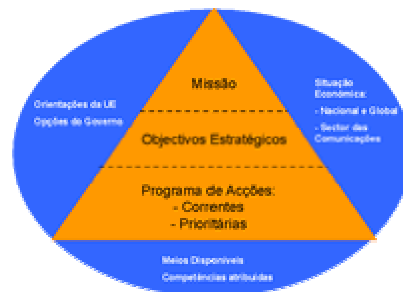 Missão
Objectivos Estratégicos
Programa de Acções:
- Correntes
- Prioritárias
Orientações da UE
Opções do Governo
Situação
Económica:
- Nacional e Global
- Sector das
Comunicações
Meios Disponíveis
Competências atribuídas